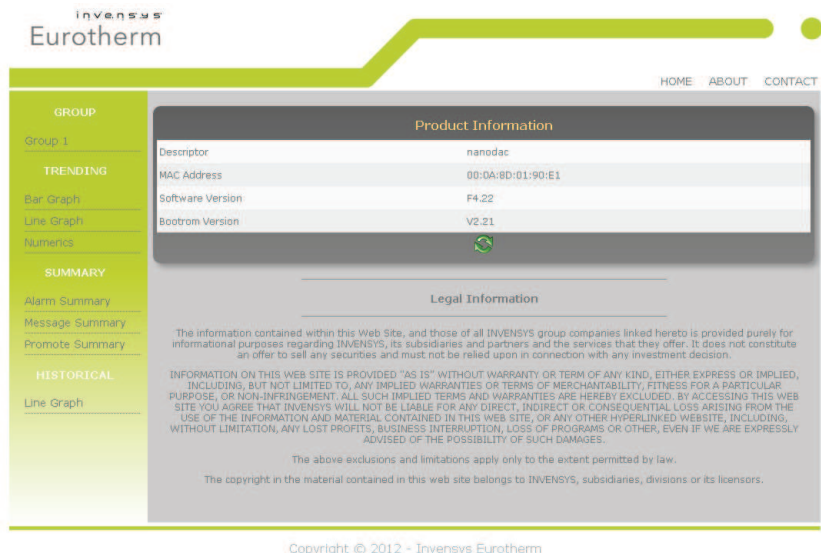 invensys
Eurotherm
HOME ABOUT CONTACT
GROUP
Group 1
TRENDING
Bar Graph
Line Graph
Numerics
SUMMARY
Alarm Summary
Message Summary
Promote Summary
HISTORICAL
Line Graph
Product Information
Descriptor nanodac
MAC Address 00:0A:8D:01:90:E1
Software Version F4.22
Bootrom Version V2.21
Legal Information
The information contained within this Web Site, and those of all INVENSYS group companies linked hereto is provided purely for
informational purposes regarding INVENSYS, its subsidiaries and partners and the services that they offer. It does not constitute
an offer to sell any securities and must not be relied upon in connection with any investment decision.
INFORMATION ON THIS WEB SITE IS PROVIDED "AS IS" WITHOUT WARRANTY OR TERM OF ANY KIND, EITHER EXPRESS OR IMPLIED,
INCLUDING, BUT NOT LIMITED TO, ANY IMPLIED WARRANTIES OR TERMS OF MERCHANTABILITY, FITNESS FOR A PARTICULAR
PURPOSE, OR NON-INFRINGEMENT. ALL SUCH IMPLIED TERMS AND WARRANTIES ARE HEREBY EXCLUDED. BY ACCESSING THIS WEB
SITE YOU AGREE THAT INVENSYS WILL NOT BE LIABLE FOR ANY DIRECT, INDIRECT OR CONSEQUENTIAL LOSS ARISING FROM THE
USE OF THE INFORMATION AND MATERIAL CONTAINED IN THIS WEB SITE, OR ANY OTHER HYPERLINKED WEBSITE, INCLUDING,
WITHOUT LIMITATION, ANY LOST PROFITS, BUSINESS INTERRUPTION, LOSS OF PROGRAMS OR OTHER, EVEN IF WE ARE EXPRESSLY
ADVISED OF THE POSSIBILITY OF SUCH DAMAGES.
The above exclusions and limitations apply only to the extent permitted by law.
The copyright in the material contained in this web site belongs to INVENSYS, subsidiaries, divisions or its licensors.
Copyright © 2012 - Invensys Eurotherm